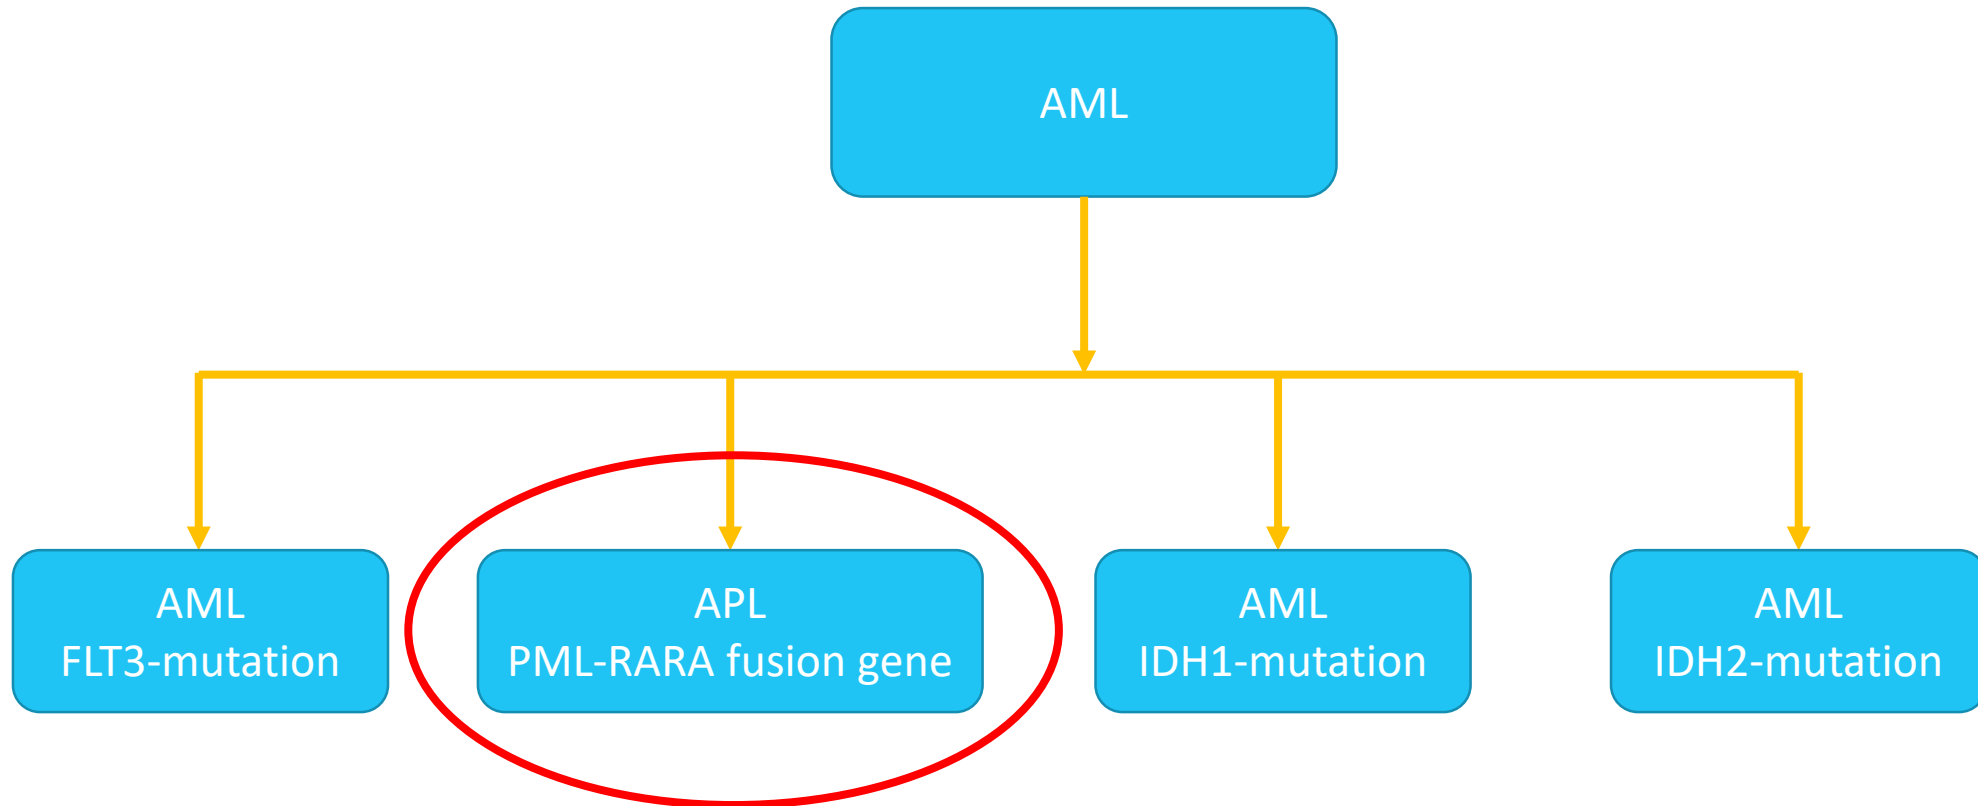 AML
AML
FLT3-mutation
APL
PML-RARA fusion gene
AML
IDH1-mutation
AML
IDH2-mutation